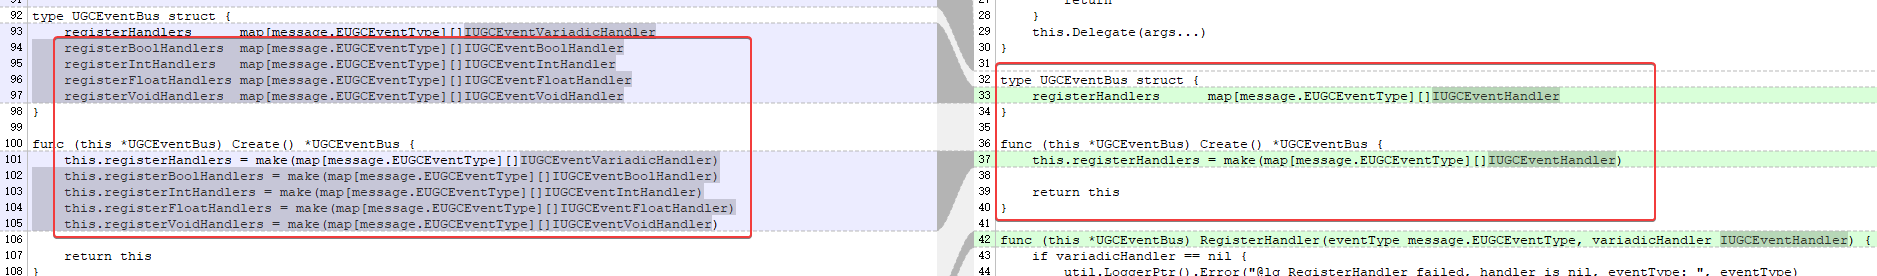 91
92 type UGCEventBus struct {
93 registerHandlers map[message.EUGCEventType][]IUGCEventVariadicHandler
94 registerBoolHandlers map[message.EUGCEventType][]IUGCEventBoolHandler
95 registerIntHandlers map[message.EUGCEventType][]IUGCEventIntHandler
96 registerFloatHandlers map[message.EUGCEventType][]IUGCEventFloatHandler
97 registerVoidHandlers map[message.EUGCEventType][]IUGCEventVoidHandler
98 }
99
100 func (this *UGCEventBus) Create() *UGCEventBus {
101 this.registerHandlers = make(map[message.EUGCEventType][]IUGCEventVariadicHandler)
102 this.registerBoolHandlers = make(map[message.EUGCEventType][]IUGCEventBoolHandler)
103 this.registerIntHandlers = make(map[message.EUGCEventType][]IUGCEventIntHandler)
104 this.registerFloatHandlers = make(map[message.EUGCEventType][]IUGCEventFloatHandler)
105 this.registerVoidHandlers = make(map[message.EUGCEventType][]IUGCEventVoidHandler)
106
107 return this
108 }
27 return
28 }
29 this.Delegate(args...)
30 }
31
32 type UGCEventBus struct {
33 registerHandlers map[message.EUGCEventType][]IUGCEventHandler
34 }
35
36 func (this *UGCEventBus) Create() *UGCEventBus {
37 this.registerHandlers = make(map[message.EUGCEventType][]IUGCEventHandler)
38
39 return this
40 }
41
42 func (this *UGCEventBus) RegisterHandler(eventType message.EUGCEventType, variadicHandler IUGCEventHandler) {
43 if variadicHandler == nil {
44 util.LoggerPtr().Error("@lg RegisterHandler failed, handler is nil, eventType: ", eventType)